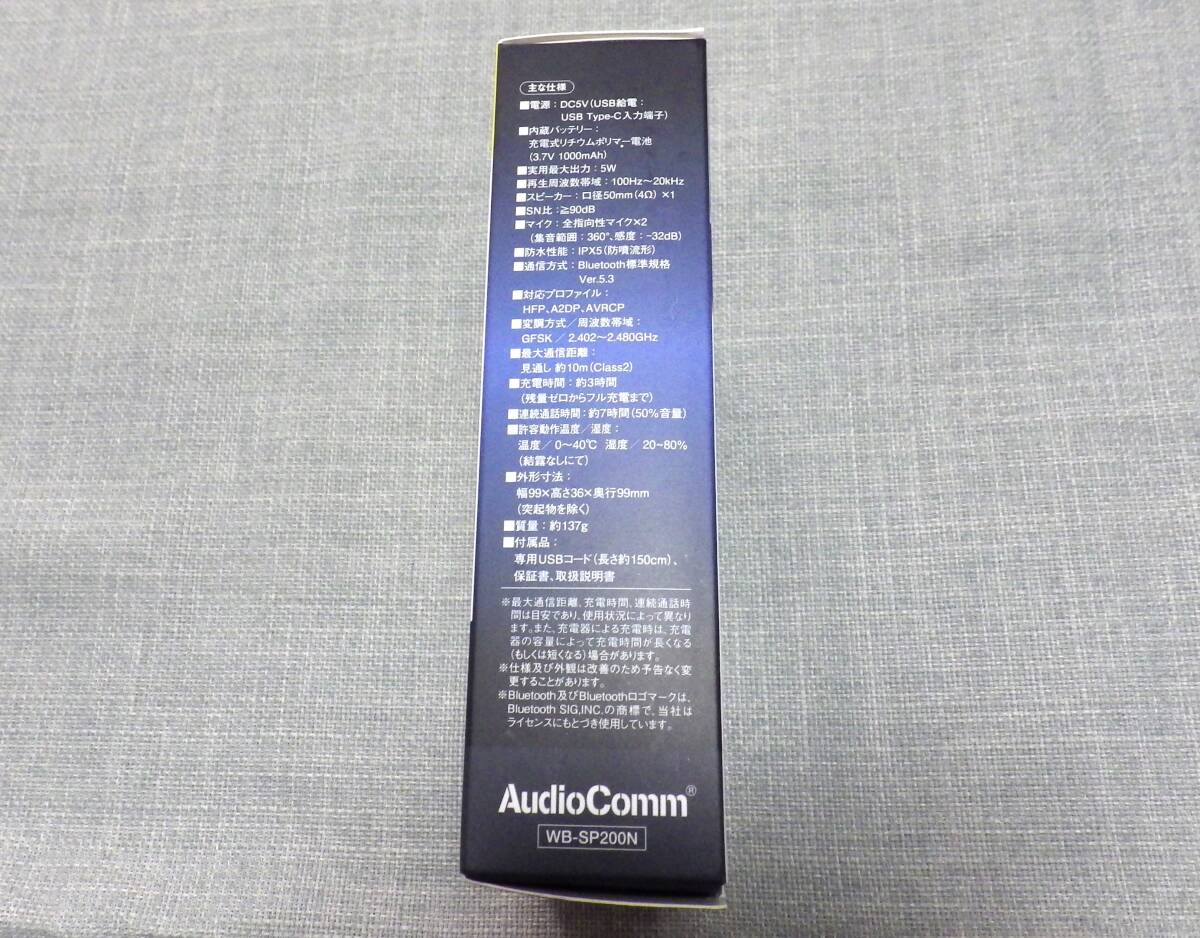 主な仕様
■電源：DC5V（USB給電：
USB Type-C入力端子）
■内蔵バッテリー：
充電式リチウムポリマー電池
（3.7V 1000mAh）
■実用最大出力：5W
■再生周波数帯域：100Hz～20kHz
■スピーカー：口径50mm（4Ω）×1
■SN比：≧90dB
■マイク：全指向性マイク×2
（集音範囲：360°、感度：-32dB）
■防水性能：IPX5（防噴流形）
■通信方式：Bluetooth標準規格
Ver.5.3
■対応プロファイル：
HFP、A2DP、AVRCP
■変調方式／周波数帯域：
GFSK／2.402～2.480GHz
■最大通信距離：
見通し 約10m（Class2）
■充電時間：約3時間
（残量ゼロからフル充電まで）
■連続通話時間：約7時間（50%音量）
■許容動作温度／湿度：
温度／0～40℃ 湿度／20~80%
（結露なしにて）
■外形寸法：
幅99×高さ36×奥行99mm
（突起物を除く）
■質量：約137g
■付属品：
専用USBコード（長さ約150cm）、
保証書、取扱説明書
※最大通信距離、充電時間、連続通話時
間は目安であり、使用状況によって異なり
ます。また、充電器による充電時は、充電
器の容量によって充電時間が長くなる
（もしくは短くなる）場合があります。
※仕様及び外観は改善のため予告なく変
更することがあります。
※Bluetooth及びBluetoothロゴマークは、
Bluetooth SIG,INC.の商標で、当社は
ライセンスにもとづき使用しています。
AudioComm®
WB-SP200N